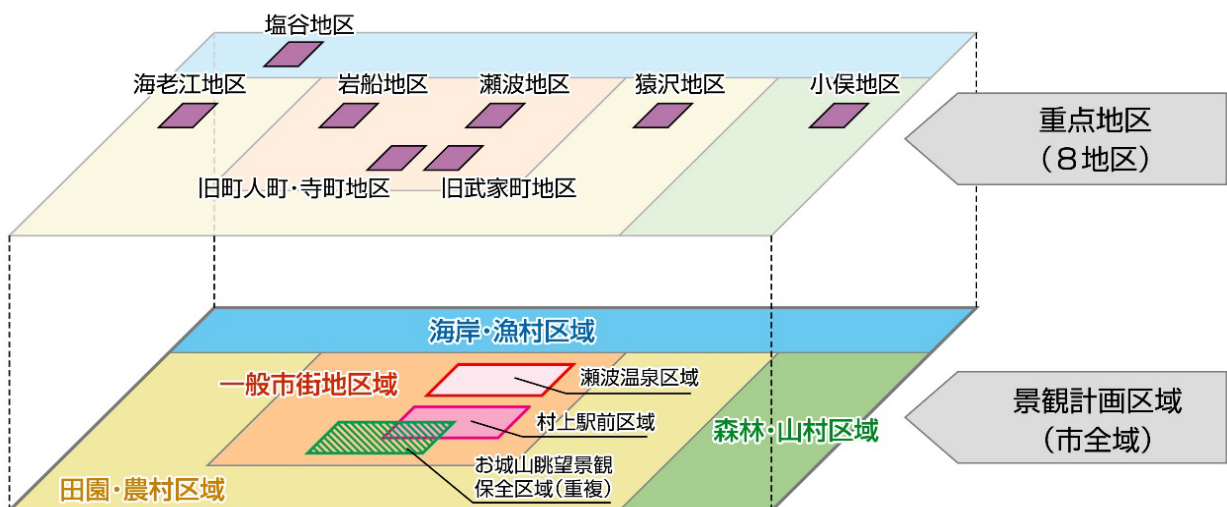 塩谷地区
海老江地区
岩船地区
瀬波地区
猿沢地区
小俣地区
旧町人町・寺町地区
旧武家町地区
重点地区
（８地区）
海岸・漁村区域
一般市街地区域
瀬波温泉区域
村上駅前区域
お城山眺望景観
保全区域（重複）
森林・山村区域
田園・農村区域
景観計画区域
（市全域）